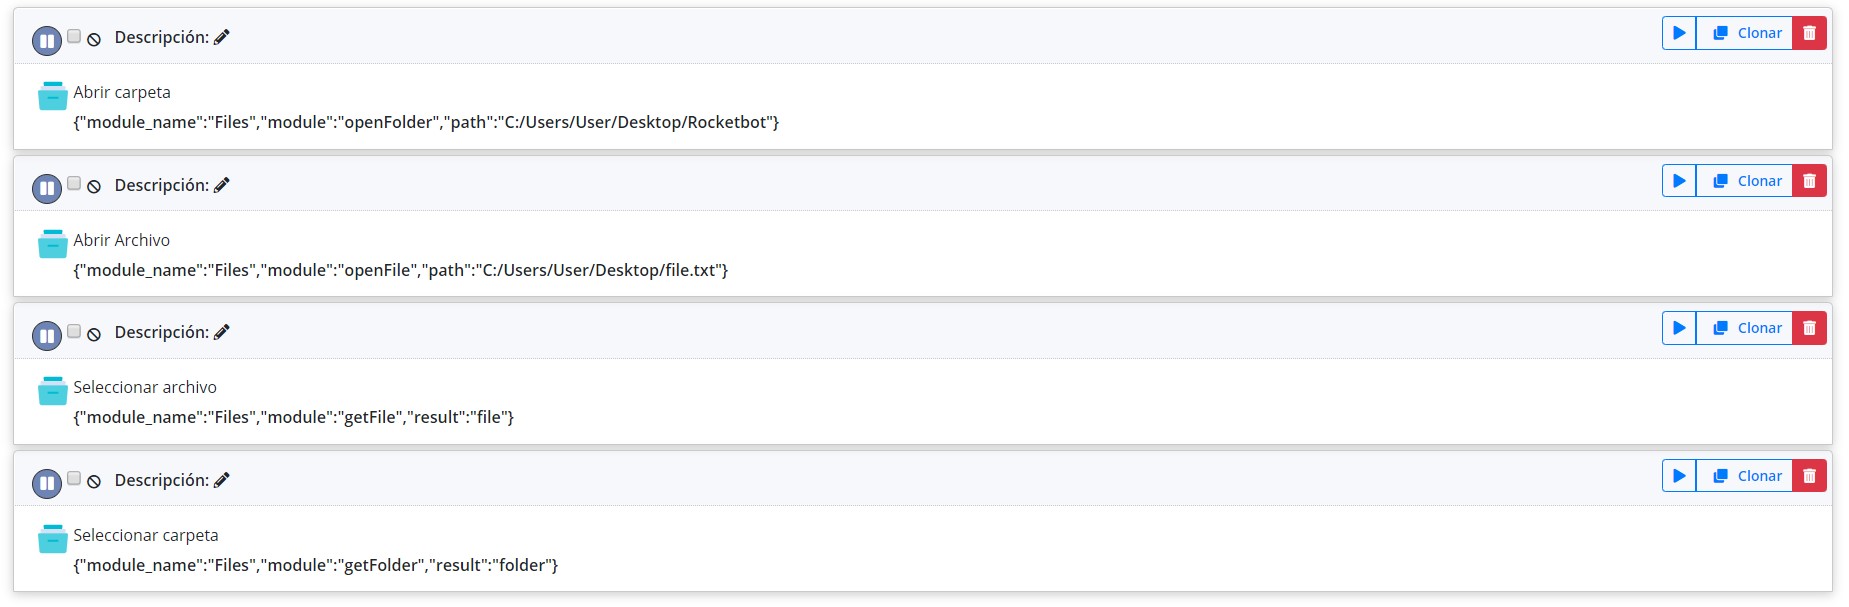 Descripción:
Clonar
Abrir carpeta
{"module_name":"Files","module":"openFolder","path":"C:/Users/User/Desktop/Rocketbot"}
Descripción:
Clonar
Abrir Archivo
{"module_name":"Files","module":"openFile","path":"C:/Users/User/Desktop/file.txt"}
Descripción:
Clonar
Seleccionar archivo
{"module_name":"Files","module":"getFile","result":"file"}
Descripción:
Clonar
Seleccionar carpeta
{"module_name":"Files","module":"getFolder","result":"folder"}